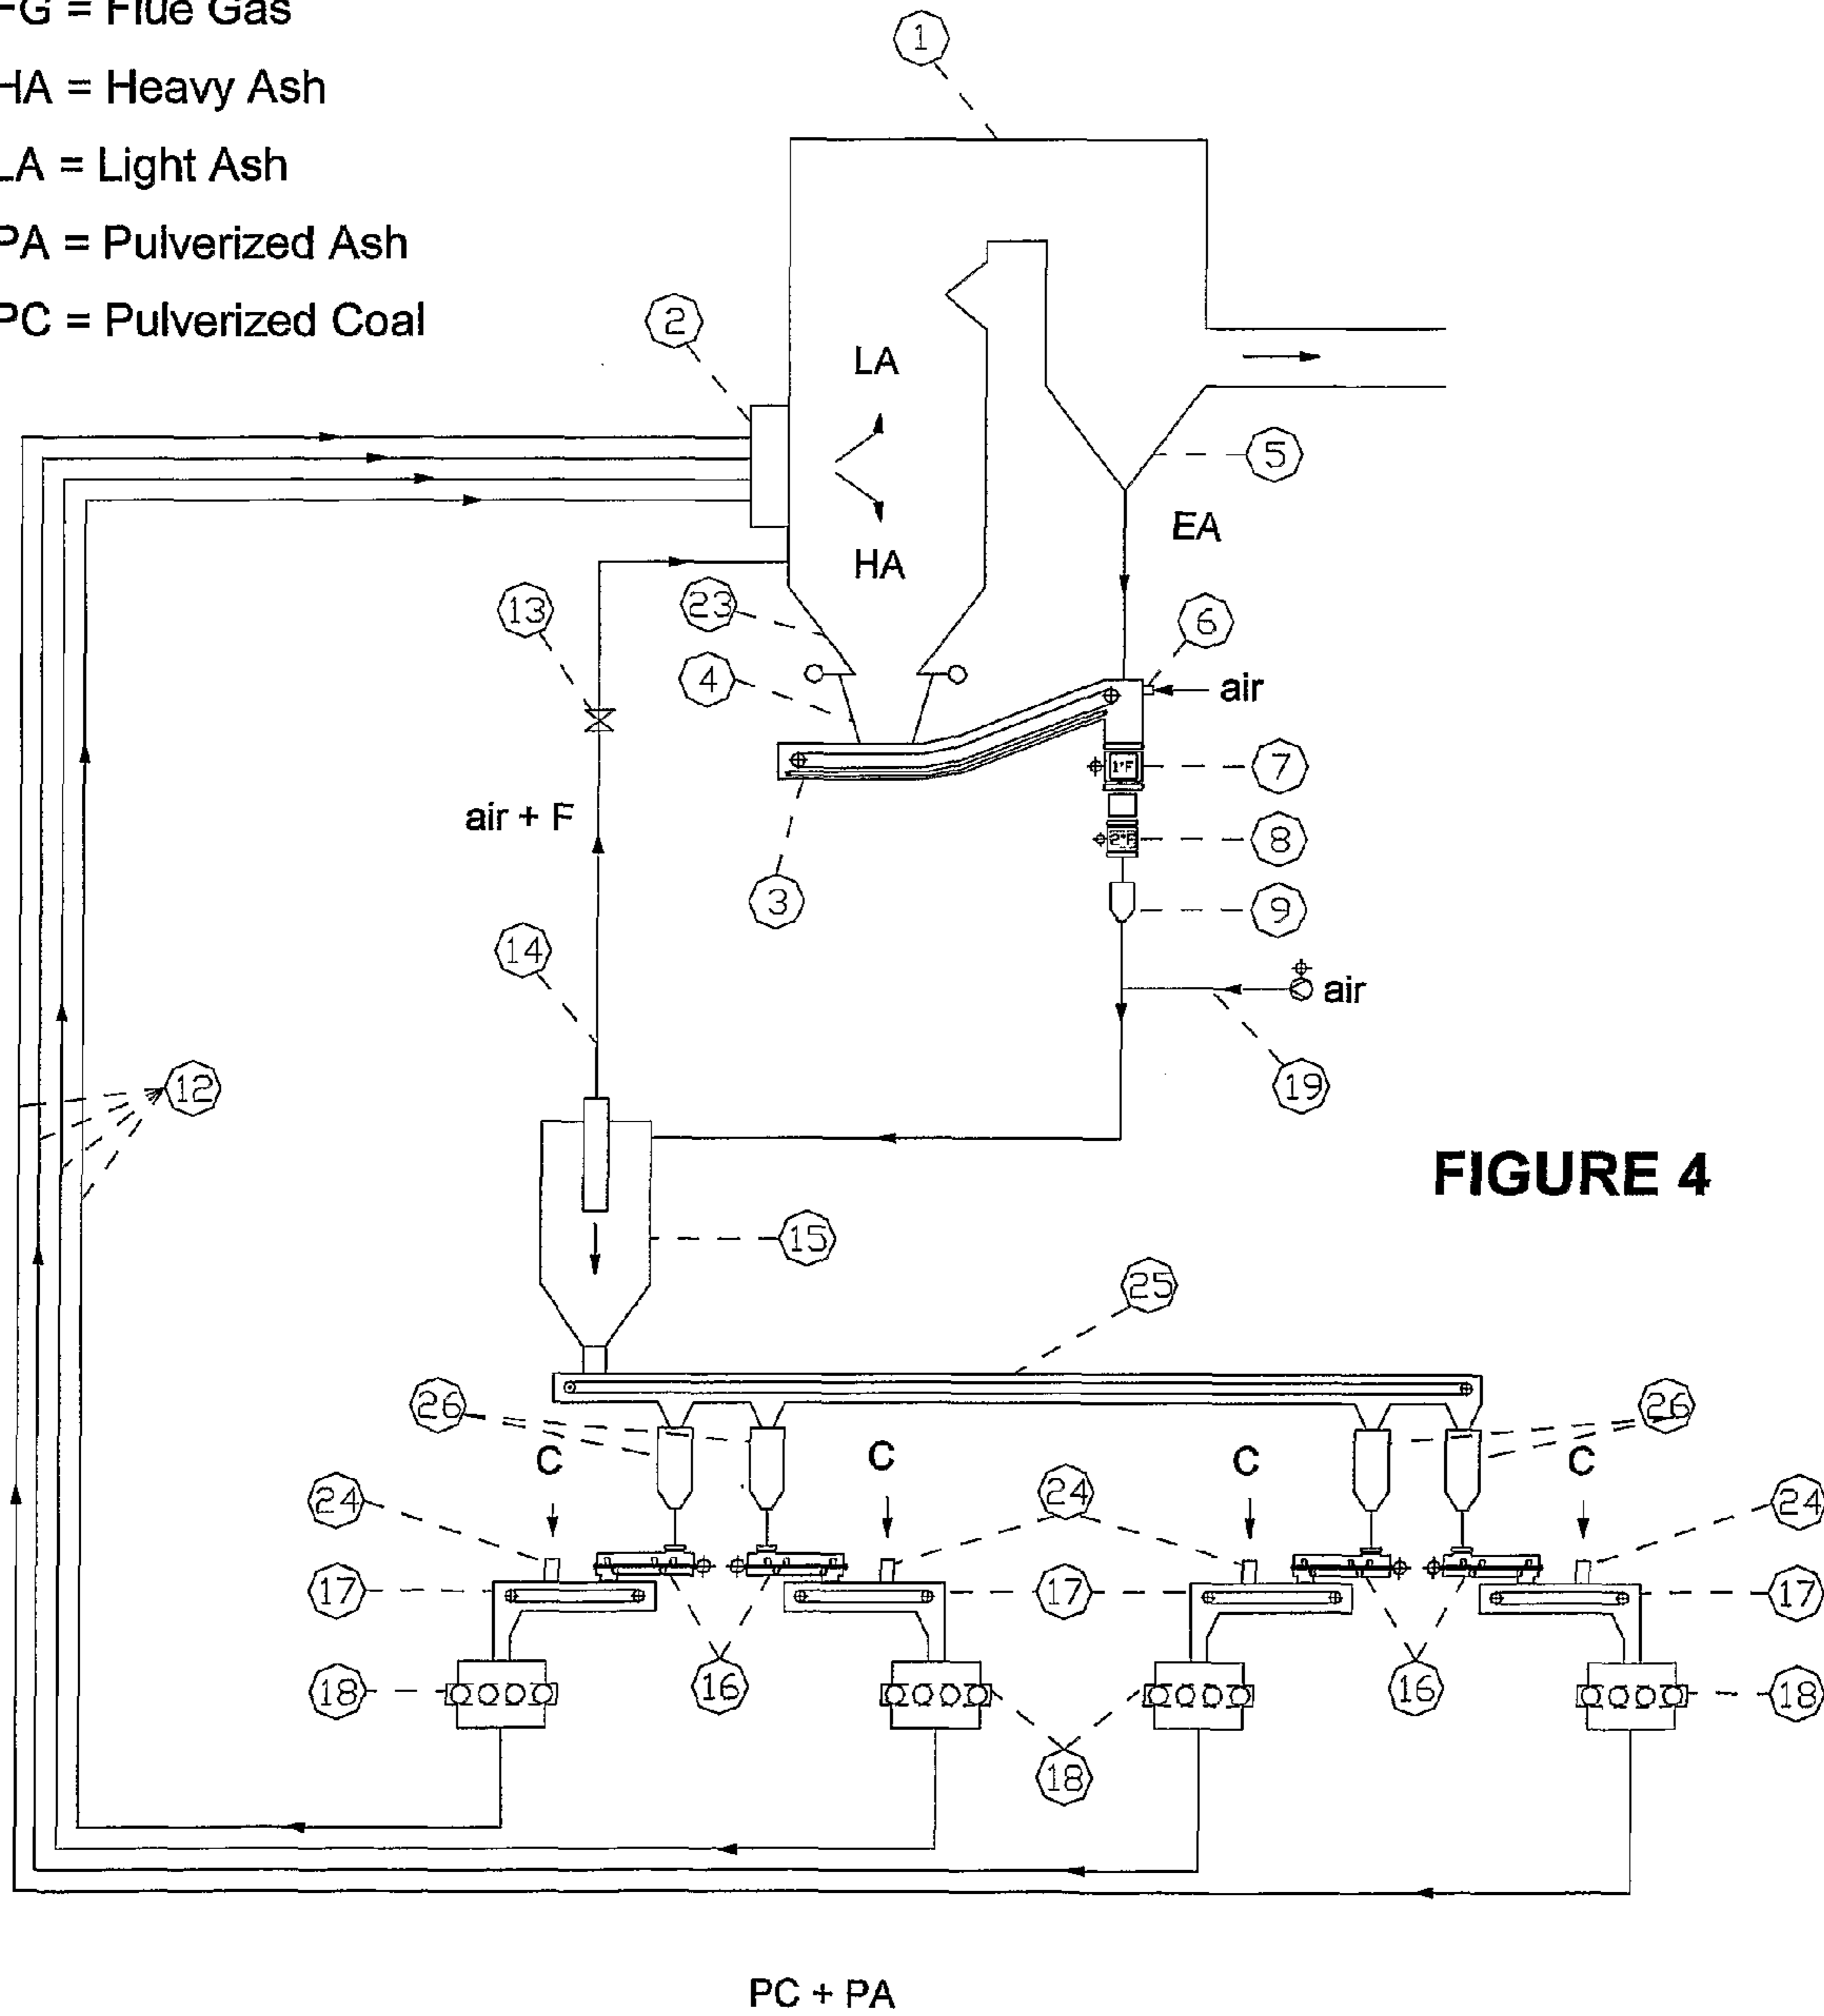 FG = Flue Gas
HA = Heavy Ash
LA = Light Ash
PA = Pulverized Ash
PC = Pulverized Coal
1
2
LA
5
EA
HA
13
23
6
4
air
7
1°F
air + F
8
2°F
3
9
14
air
12
19
FIGURE 4
15
25
26
26
C
C
C
C
24
24
24
17
17
17
18
16
16
18
18
PC + PA